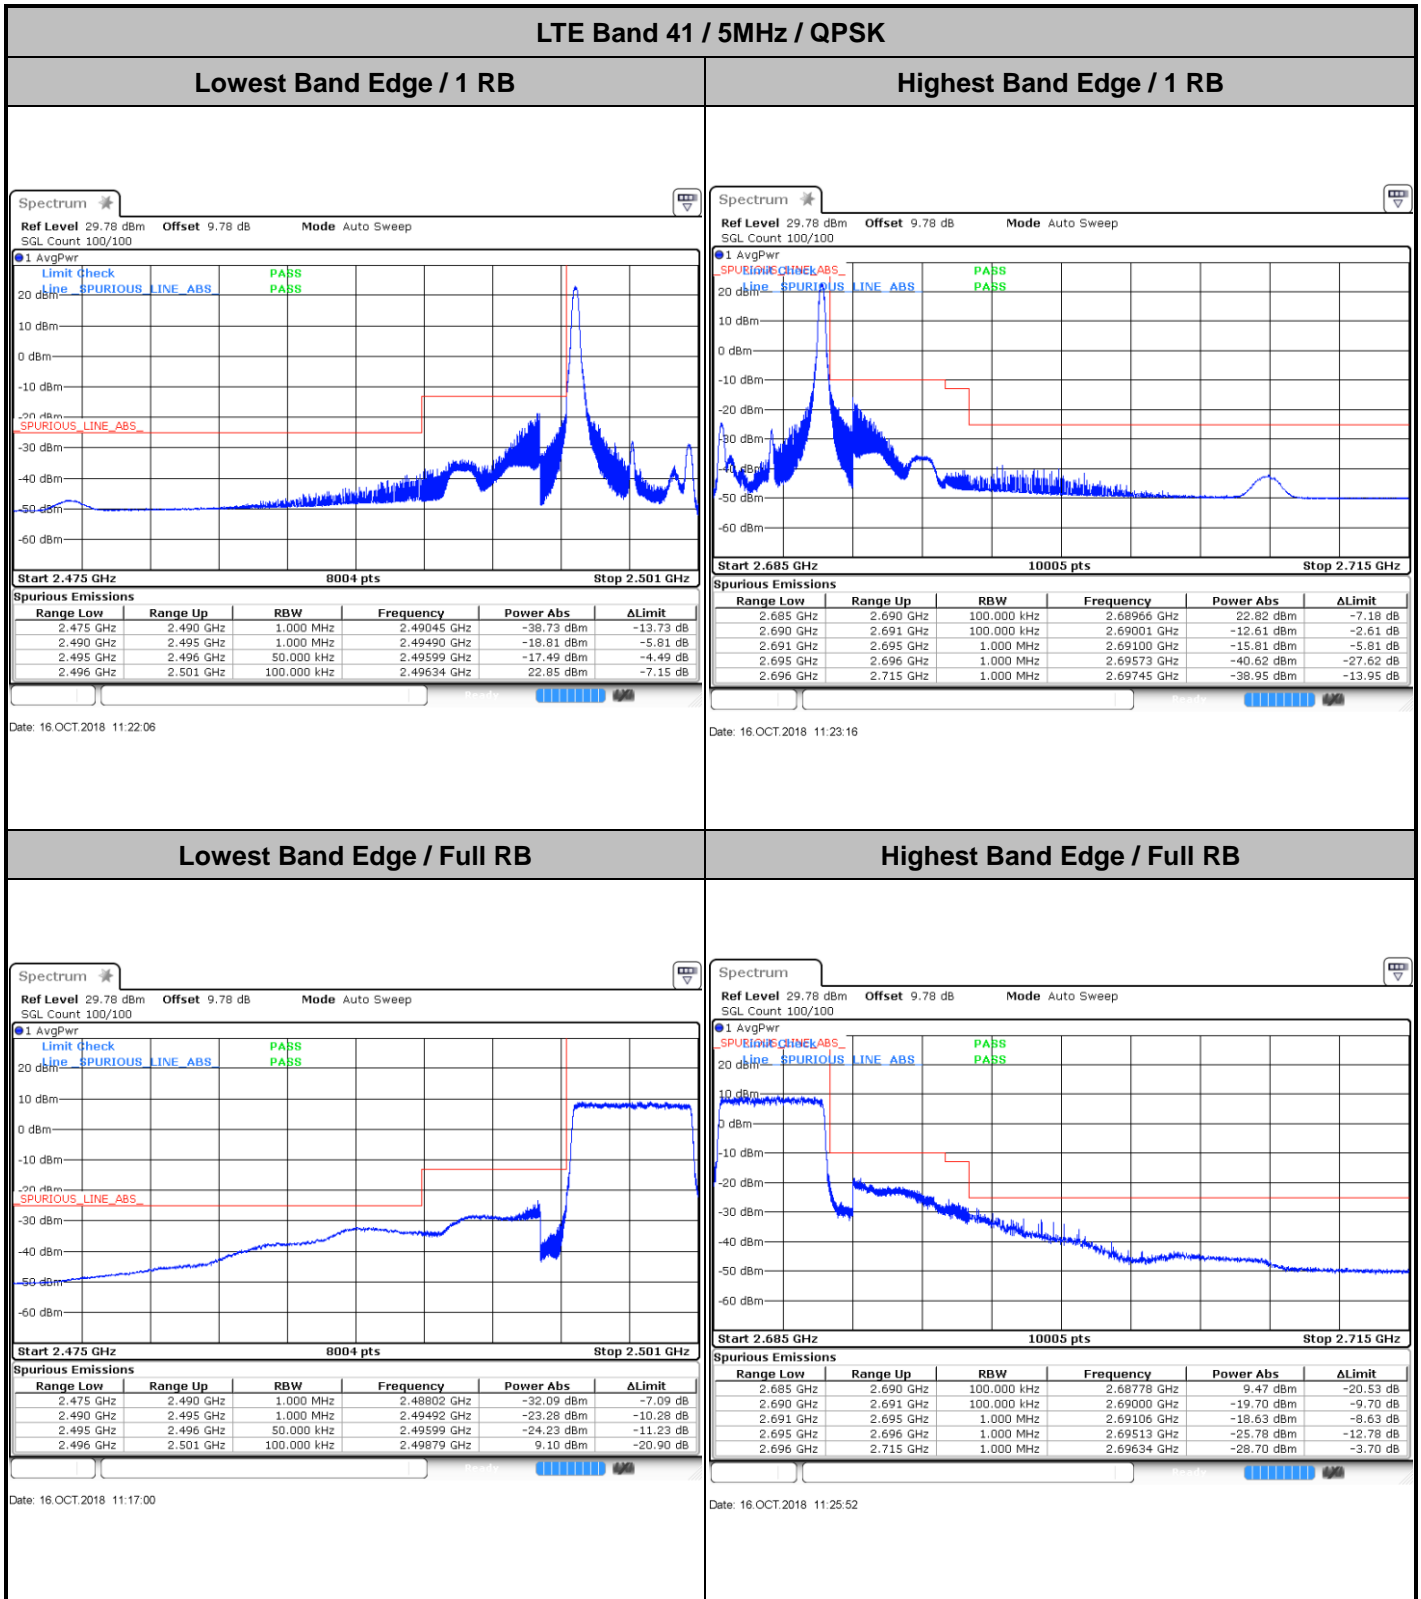 LTE Band 41 / 5MHz / QPSK
Lowest Band Edge / 1 RB
Highest Band Edge / 1 RB
Spectrum
Ref Level 29.78 dBm Offset 9.78 dB Mode Auto Sweep
SGL Count 100/100
1 AvgPwr
Limit Check PASS
Line _SPURIOUS_LINE_ABS_ PASS
20 dBm
10 dBm
0 dBm
-10 dBm
-20 dBm
_SPURIOUS_LINE_ABS_
-30 dBm
-40 dBm
-50 dBm
-60 dBm
Start 2.475 GHz 8004 pts Stop 2.501 GHz
Spurious Emissions
Range Low Range Up RBW Frequency Power Abs ΔLimit
2.475 GHz 2.490 GHz 1.000 MHz 2.49045 GHz -38.73 dBm -13.73 dB
2.490 GHz 2.495 GHz 1.000 MHz 2.49490 GHz -18.81 dBm -5.81 dB
2.495 GHz 2.496 GHz 50.000 kHz 2.49599 GHz -17.49 dBm -4.49 dB
2.496 GHz 2.501 GHz 100.000 kHz 2.49634 GHz 22.85 dBm -7.15 dB
Ready
Date: 16.OCT.2018 11:22:06
Spectrum
Ref Level 29.78 dBm Offset 9.78 dB Mode Auto Sweep
SGL Count 100/100
1 AvgPwr
_SPURIOUS_LINE_ABS_
Limit Check PASS
Line _SPURIOUS_LINE_ABS_ PASS
20 dBm
10 dBm
0 dBm
-10 dBm
-20 dBm
-30 dBm
-40 dBm
-50 dBm
-60 dBm
Start 2.685 GHz 10005 pts Stop 2.715 GHz
Spurious Emissions
Range Low Range Up RBW Frequency Power Abs ΔLimit
2.685 GHz 2.690 GHz 100.000 kHz 2.68966 GHz 22.82 dBm -7.18 dB
2.690 GHz 2.691 GHz 100.000 kHz 2.69001 GHz -12.61 dBm -2.61 dB
2.691 GHz 2.695 GHz 1.000 MHz 2.69100 GHz -15.81 dBm -5.81 dB
2.695 GHz 2.696 GHz 1.000 MHz 2.69573 GHz -40.62 dBm -27.62 dB
2.696 GHz 2.715 GHz 1.000 MHz 2.69745 GHz -38.95 dBm -13.95 dB
Ready
Date: 16.OCT.2018 11:23:16
Lowest Band Edge / Full RB
Highest Band Edge / Full RB
Spectrum
Ref Level 29.78 dBm Offset 9.78 dB Mode Auto Sweep
SGL Count 100/100
1 AvgPwr
Limit Check PASS
Line _SPURIOUS_LINE_ABS_ PASS
20 dBm
10 dBm
0 dBm
-10 dBm
-20 dBm
_SPURIOUS_LINE_ABS_
-30 dBm
-40 dBm
-50 dBm
-60 dBm
Start 2.475 GHz 8004 pts Stop 2.501 GHz
Spurious Emissions
Range Low Range Up RBW Frequency Power Abs ΔLimit
2.475 GHz 2.490 GHz 1.000 MHz 2.48802 GHz -32.09 dBm -7.09 dB
2.490 GHz 2.495 GHz 1.000 MHz 2.49492 GHz -23.28 dBm -10.28 dB
2.495 GHz 2.496 GHz 50.000 kHz 2.49599 GHz -24.23 dBm -11.23 dB
2.496 GHz 2.501 GHz 100.000 kHz 2.49879 GHz 9.10 dBm -20.90 dB
Ready
Date: 16.OCT.2018 11:17:00
Spectrum
Ref Level 29.78 dBm Offset 9.78 dB Mode Auto Sweep
SGL Count 100/100
1 AvgPwr
_SPURIOUS_LINE_ABS_
Limit Check PASS
Line _SPURIOUS_LINE_ABS_ PASS
20 dBm
10 dBm
0 dBm
-10 dBm
-20 dBm
-30 dBm
-40 dBm
-50 dBm
-60 dBm
Start 2.685 GHz 10005 pts Stop 2.715 GHz
Spurious Emissions
Range Low Range Up RBW Frequency Power Abs ΔLimit
2.685 GHz 2.690 GHz 100.000 kHz 2.68778 GHz 9.47 dBm -20.53 dB
2.690 GHz 2.691 GHz 100.000 kHz 2.69000 GHz -19.70 dBm -9.70 dB
2.691 GHz 2.695 GHz 1.000 MHz 2.69106 GHz -18.63 dBm -8.63 dB
2.695 GHz 2.696 GHz 1.000 MHz 2.69513 GHz -25.78 dBm -12.78 dB
2.696 GHz 2.715 GHz 1.000 MHz 2.69634 GHz -28.70 dBm -3.70 dB
Ready
Date: 16.OCT.2018 11:25:52